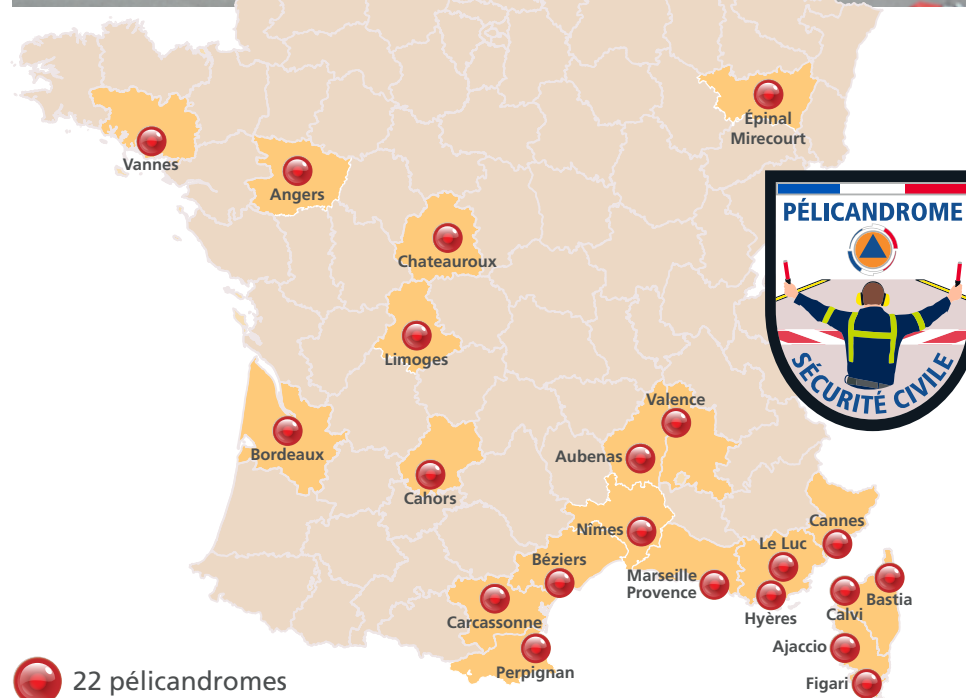 Épinal
Mirecourt
Vannes
Angers
PÉLICANDROME
SÉCURITÉ CIVILE
Chateauroux
Limoges
Valence
Bordeaux
Aubenas
Cahors
Cannes
Nîmes
Le Luc
Béziers
Marseille
Provence
Bastia
Calvi
Hyères
Carcassonne
Ajaccio
Perpignan
Figari
22 pélicandromes